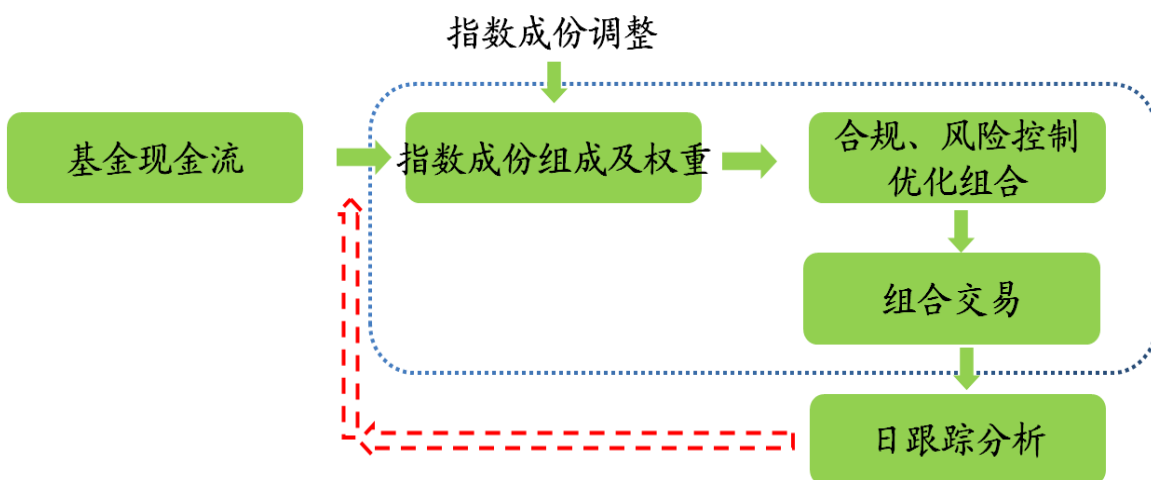 指数成份调整
基金现金流
指数成份组成及权重
合规、风险控制
优化组合
组合交易
日跟踪分析